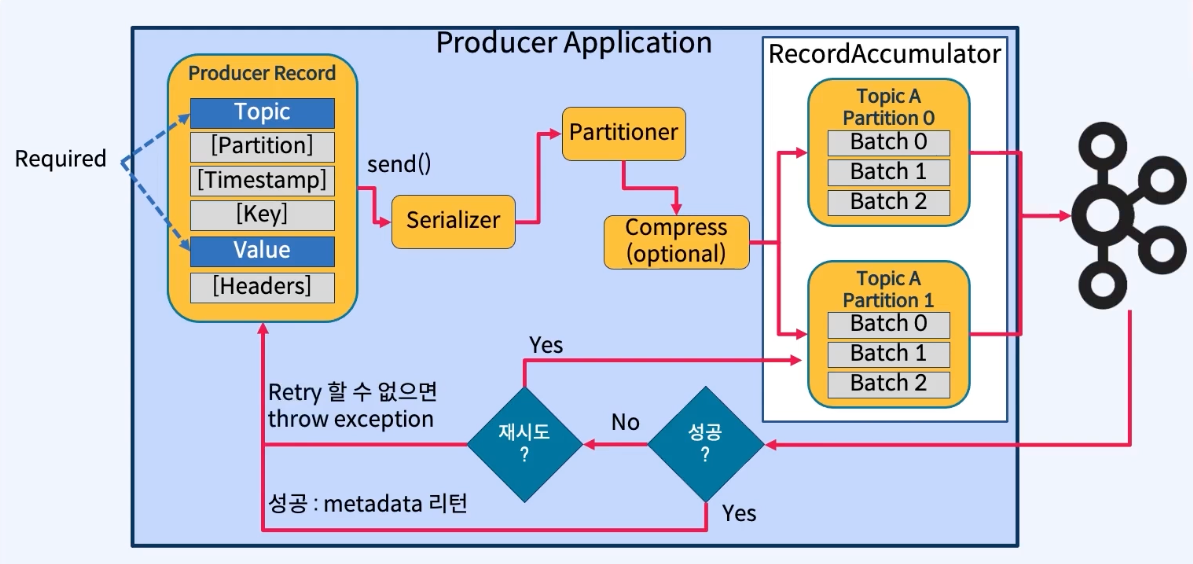 Producer Application
Producer Record
Topic
[Partition]
[Timestamp]
[Key]
Value
[Headers]
Required
send()
Serializer
Partitioner
Compress
(optional)
RecordAccumulator
Topic A
Partition 0
Batch 0
Batch 1
Batch 2
Topic A
Partition 1
Batch 0
Batch 1
Batch 2
Yes
Retry 할 수 없으면
throw exception
재시도
?
No
성공
?
성공 : metadata 리턴
Yes